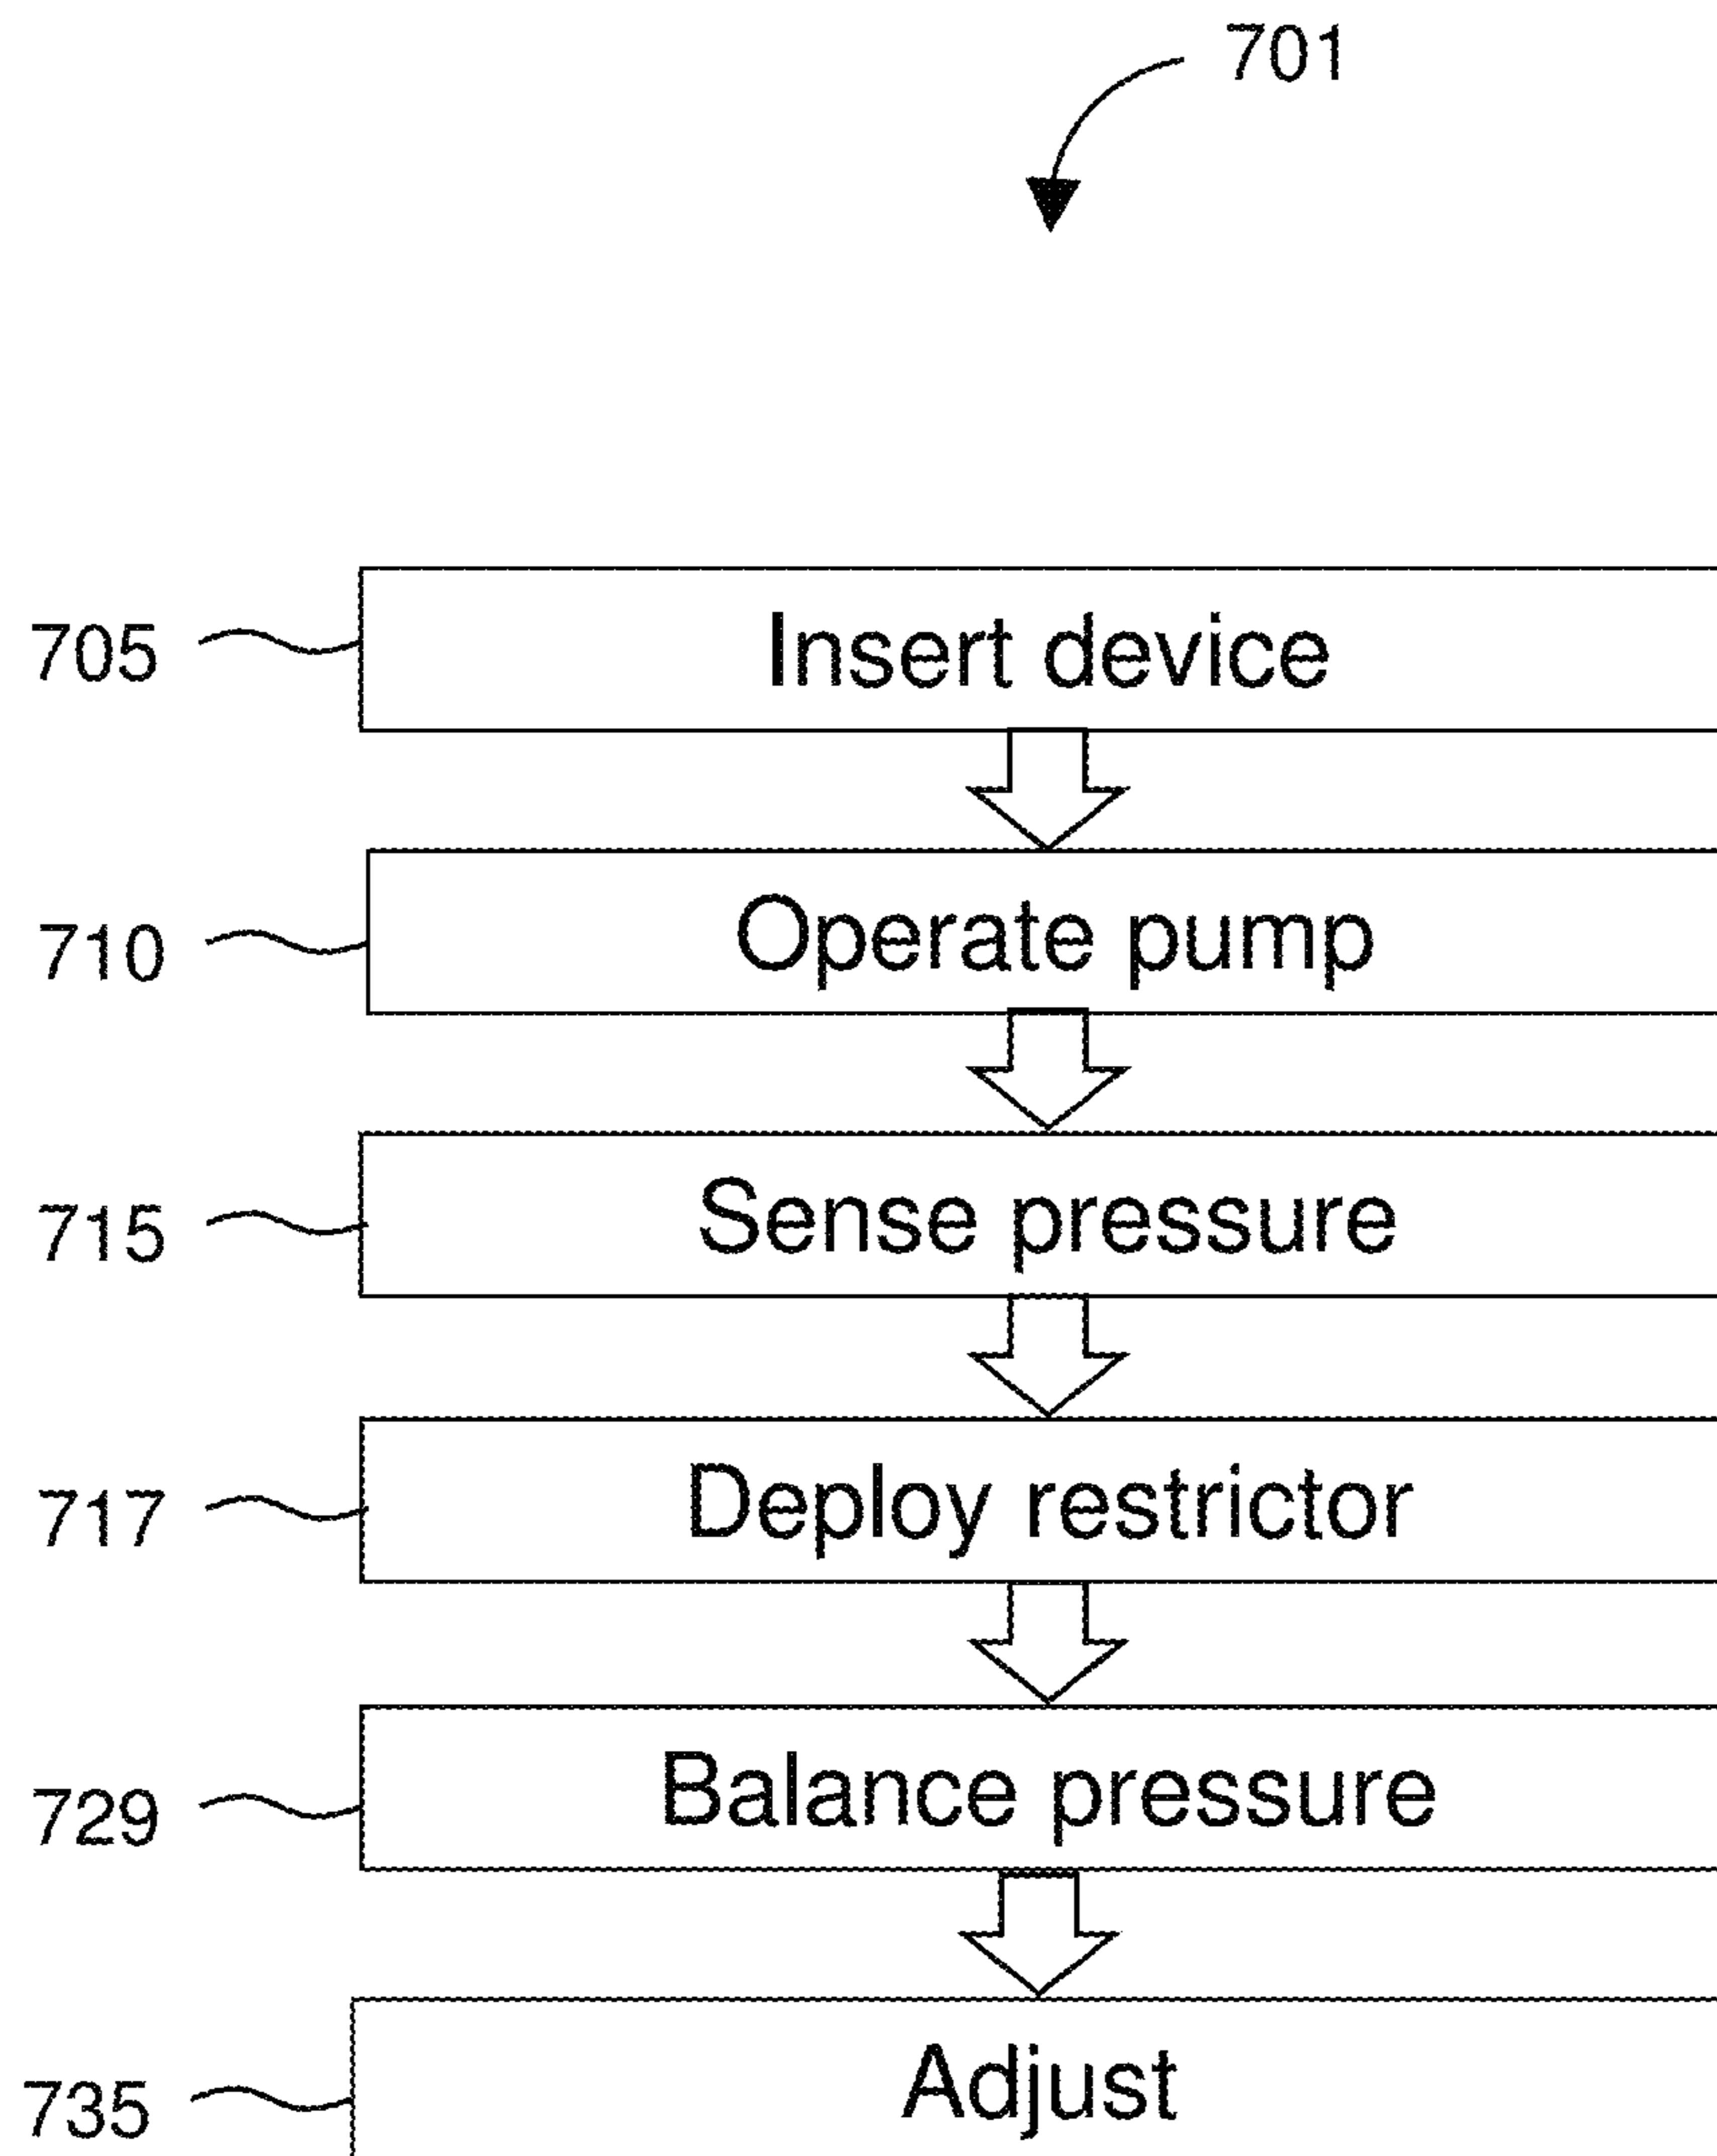 701
705 Insert device
710 Operate pump
715 Sense pressure
717 Deploy restrictor
729 Balance pressure
735 Adjust